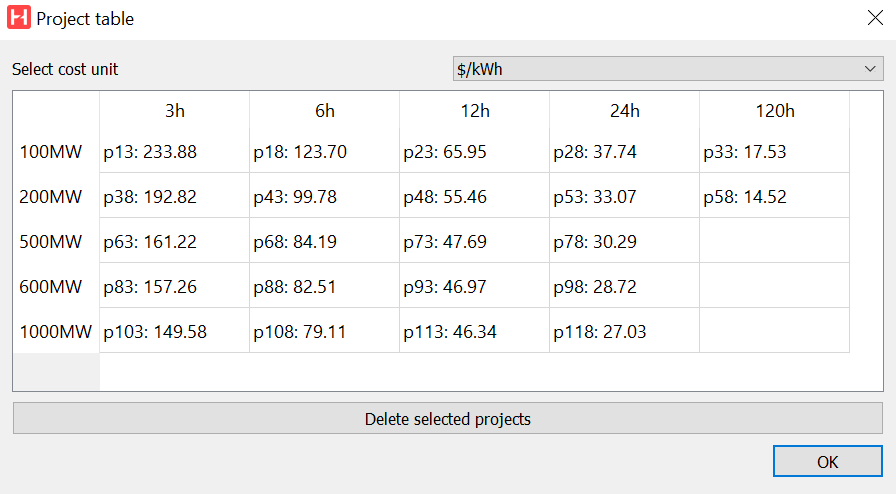 Project table
Select cost unit $/kWh
3h 6h 12h 24h 120h
100MW p13: 233.88 p18: 123.70 p23: 65.95 p28: 37.74 p33: 17.53
200MW p38: 192.82 p43: 99.78 p48: 55.46 p53: 33.07 p58: 14.52
500MW p63: 161.22 p68: 84.19 p73: 47.69 p78: 30.29
600MW p83: 157.26 p88: 82.51 p93: 46.97 p98: 28.72
1000MW p103: 149.58 p108: 79.11 p113: 46.34 p118: 27.03
Delete selected projects
OK